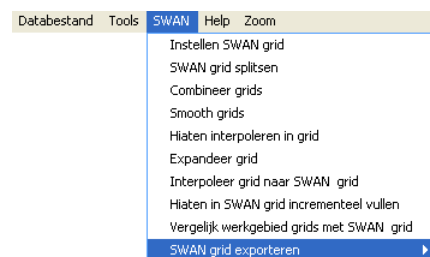 Databestand Tools SWAN Help Zoom
Instellen SWAN grid
SWAN grid splitsen
Combineer grids
Smooth grids
Hiaten interpoleren in grid
Expandeer grid
Interpoleer grid naar SWAN grid
Hiaten in SWAN grid incrementeel vullen
Vergelijk werkgebied grids met SWAN grid
SWAN grid exporteren